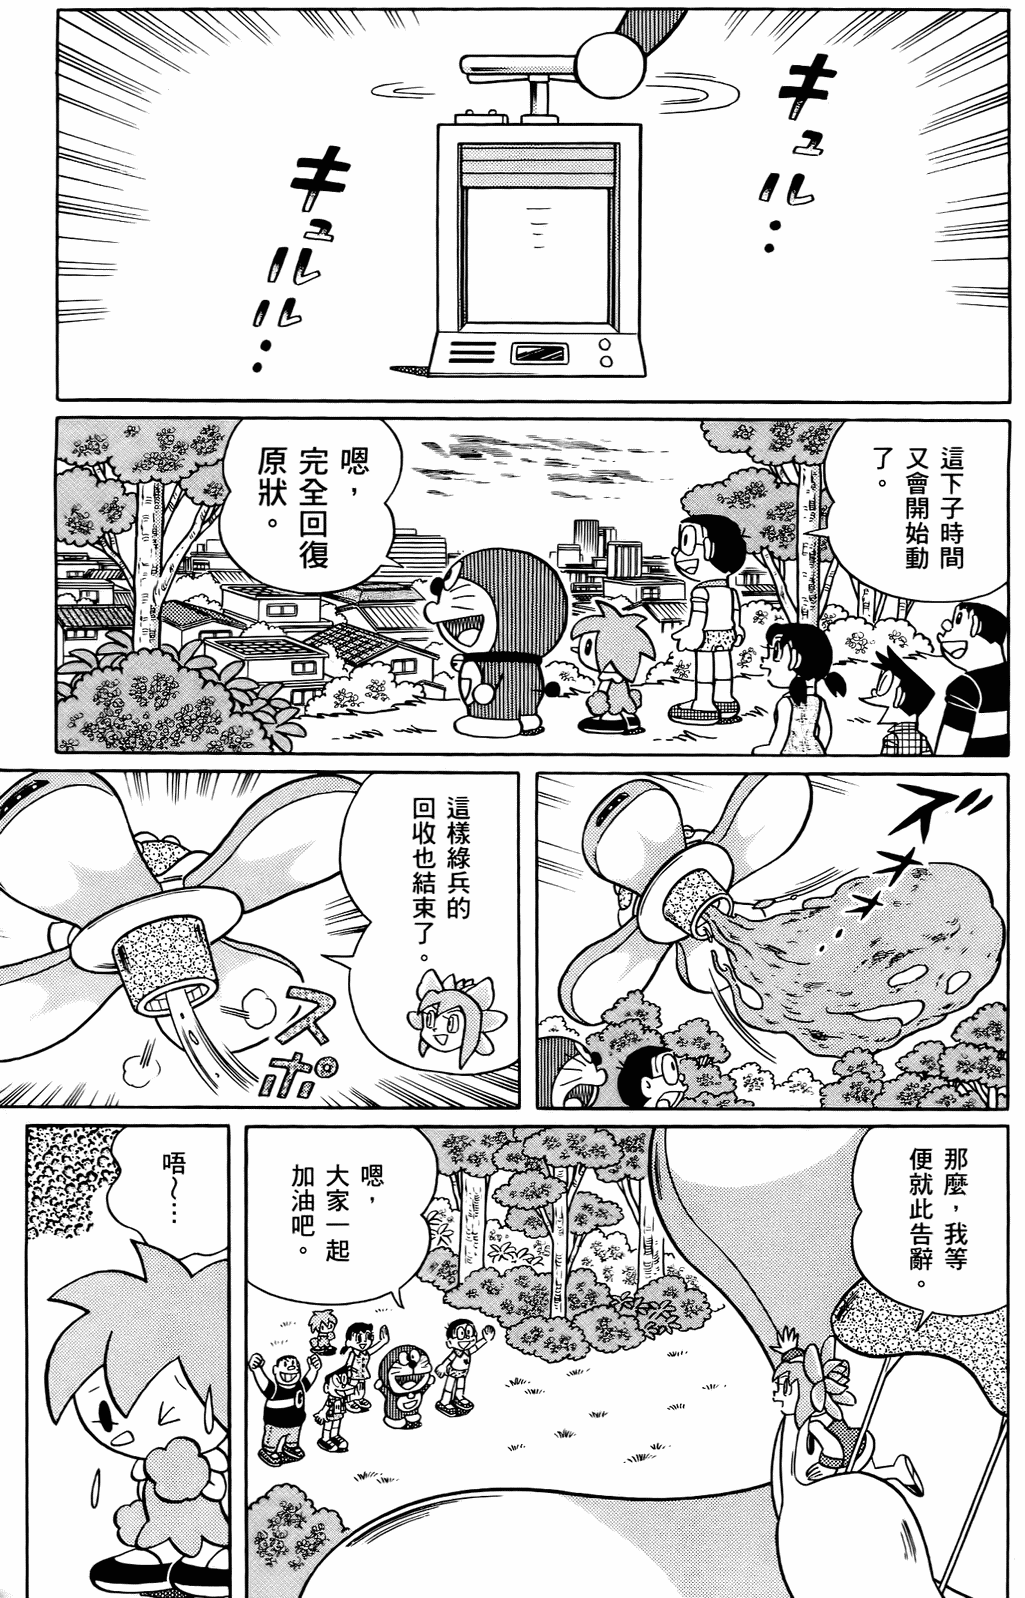 キュル‥
キュルルル‥
這下子時間
又會開始動
了。
嗯，
完全回復
原狀。
ズズズ…
這樣綠兵的
回收也結束了。
スポ
那麼，我等
便就此告辭。
嗯，
大家一起
加油吧。
唔～…